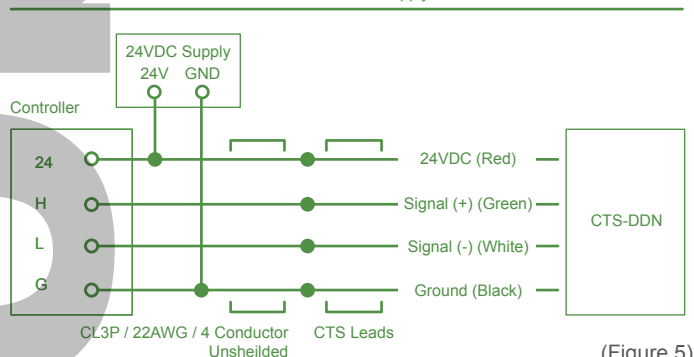 24VDC Supply
24V GND
Controller
24
H
L
G
24VDC (Red)
Signal (+) (Green)
Signal (-) (White)
Ground (Black)
CTS-DDN
CL3P / 22AWG / 4 Conductor
Unsheilded
CTS Leads
(Figure 5)